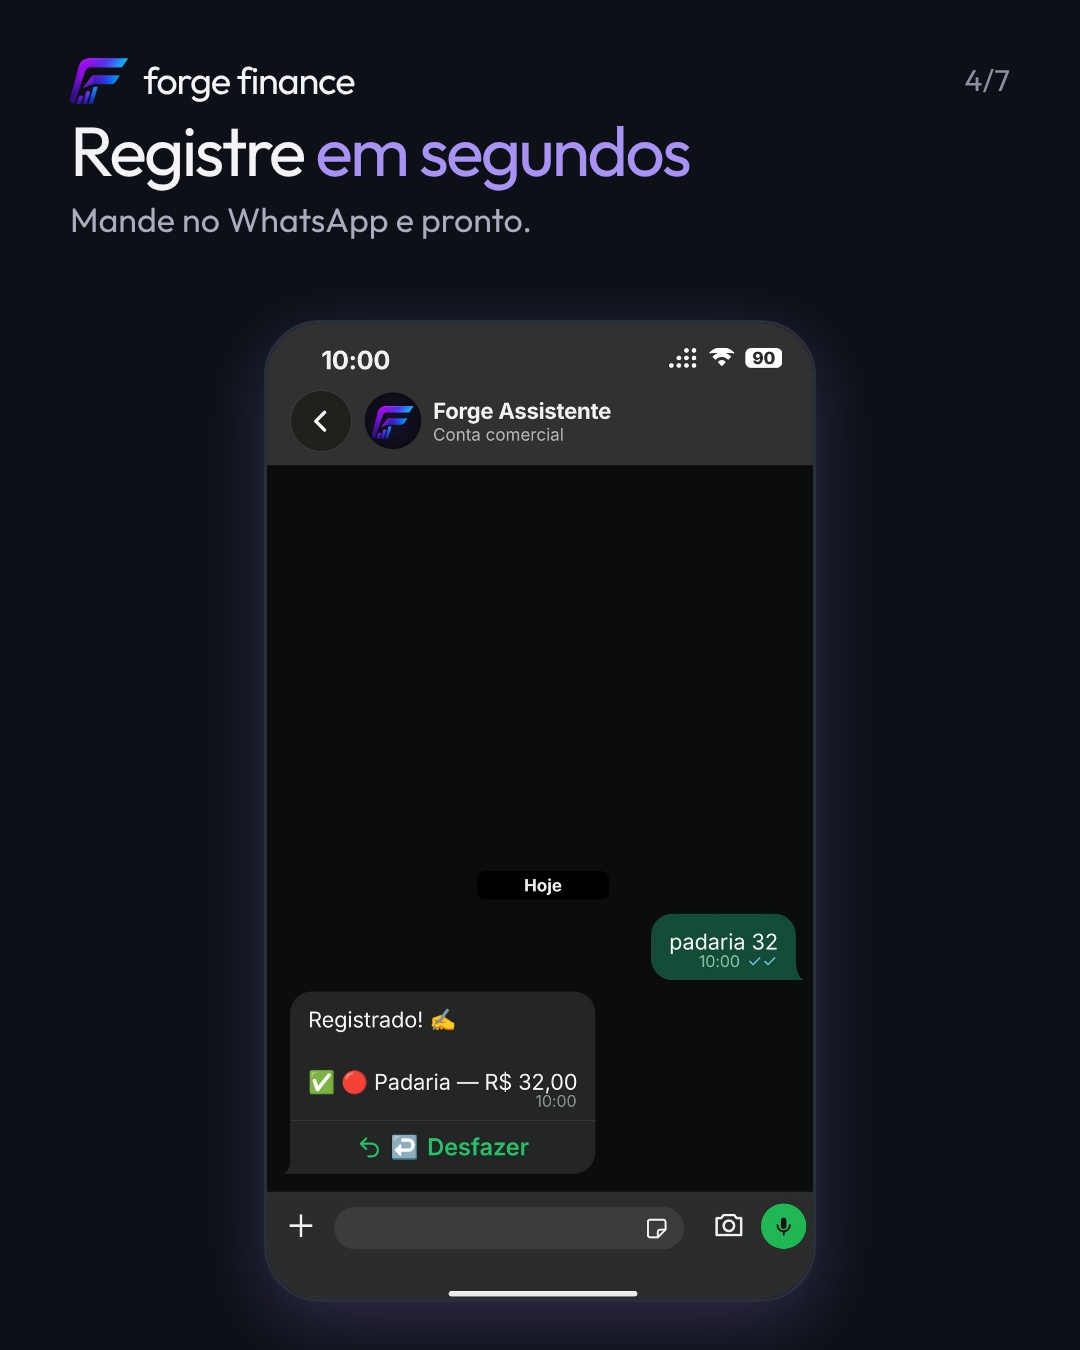 forge finance
4/7
Registre em segundos
Mande no WhatsApp e pronto.
10:00
90
Forge Assistente
Conta comercial
Hoje
padaria 32
10:00
Registrado! ✍️
✅ 🔴 Padaria — R$ 32,00
10:00
↩️ Desfazer